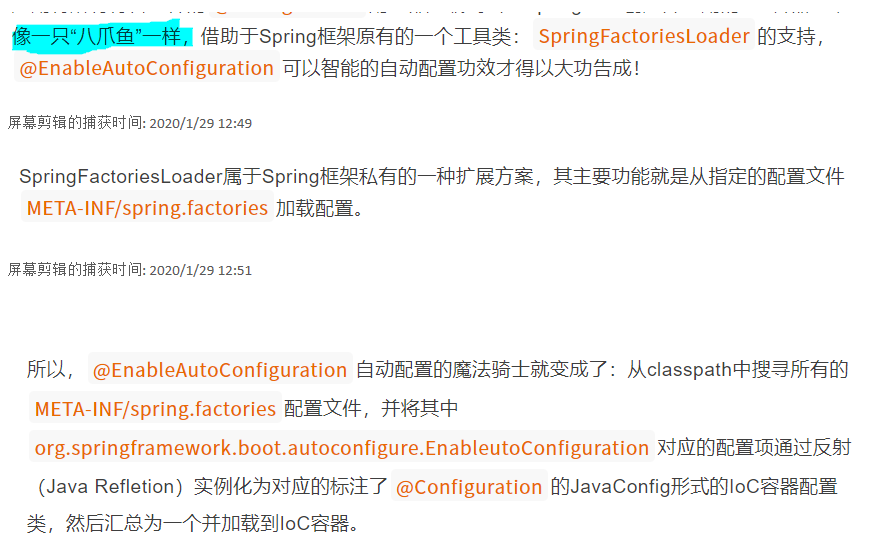 像一只“八爪鱼”一样，借助于Spring框架原有的一个工具类：SpringFactoriesLoader 的支持，
@EnableAutoConfiguration 可以智能的自动配置功效才得以大功告成！
屏幕剪辑的捕获时间: 2020/1/29 12:49
SpringFactoriesLoader属于Spring框架私有的一种扩展方案，其主要功能就是从指定的配置文件
META-INF/spring.factories 加载配置。
屏幕剪辑的捕获时间: 2020/1/29 12:51
所以，@EnableAutoConfiguration 自动配置的魔法骑士就变成了：从classpath中搜寻所有的
META-INF/spring.factories 配置文件，并将其中
org.springframework.boot.autoconfigure.EnableutoConfiguration 对应的配置项通过反射
（Java Refletion）实例化为对应的标注了 @Configuration 的JavaConfig形式的IoC容器配置
类，然后汇总为一个并加载到IoC容器。